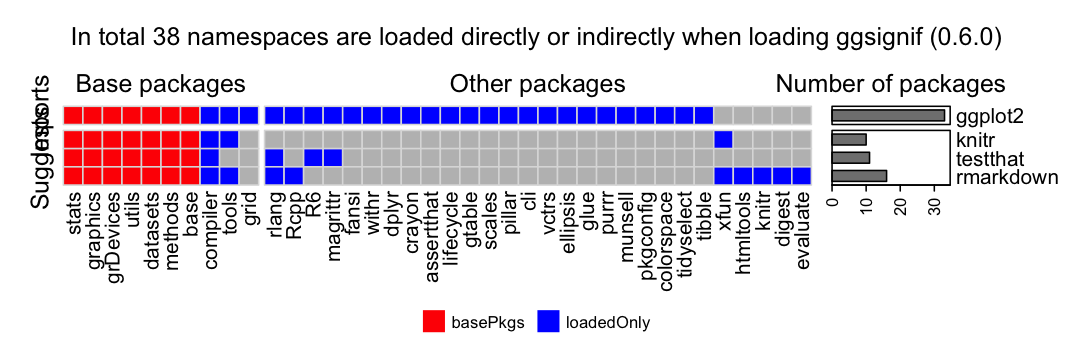 In total 38 namespaces are loaded directly or indirectly when loading ggsignif (0.6.0)
Base packages
Other packages
Number of packages
Imports
Suggests
ggplot2
knitr
testthat
rmarkdown
0
10
20
30
stats
graphics
grDevices
utils
datasets
methods
base
compiler
tools
grid
rlang
Rcpp
R6
magrittr
fansi
withr
dplyr
crayon
assertthat
lifecycle
gtable
scales
pillar
cli
vctrs
ellipsis
glue
purrr
munsell
pkgconfig
colorspace
tidyselect
tibble
xfun
htmltools
knitr
digest
evaluate
basePkgs
loadedOnly